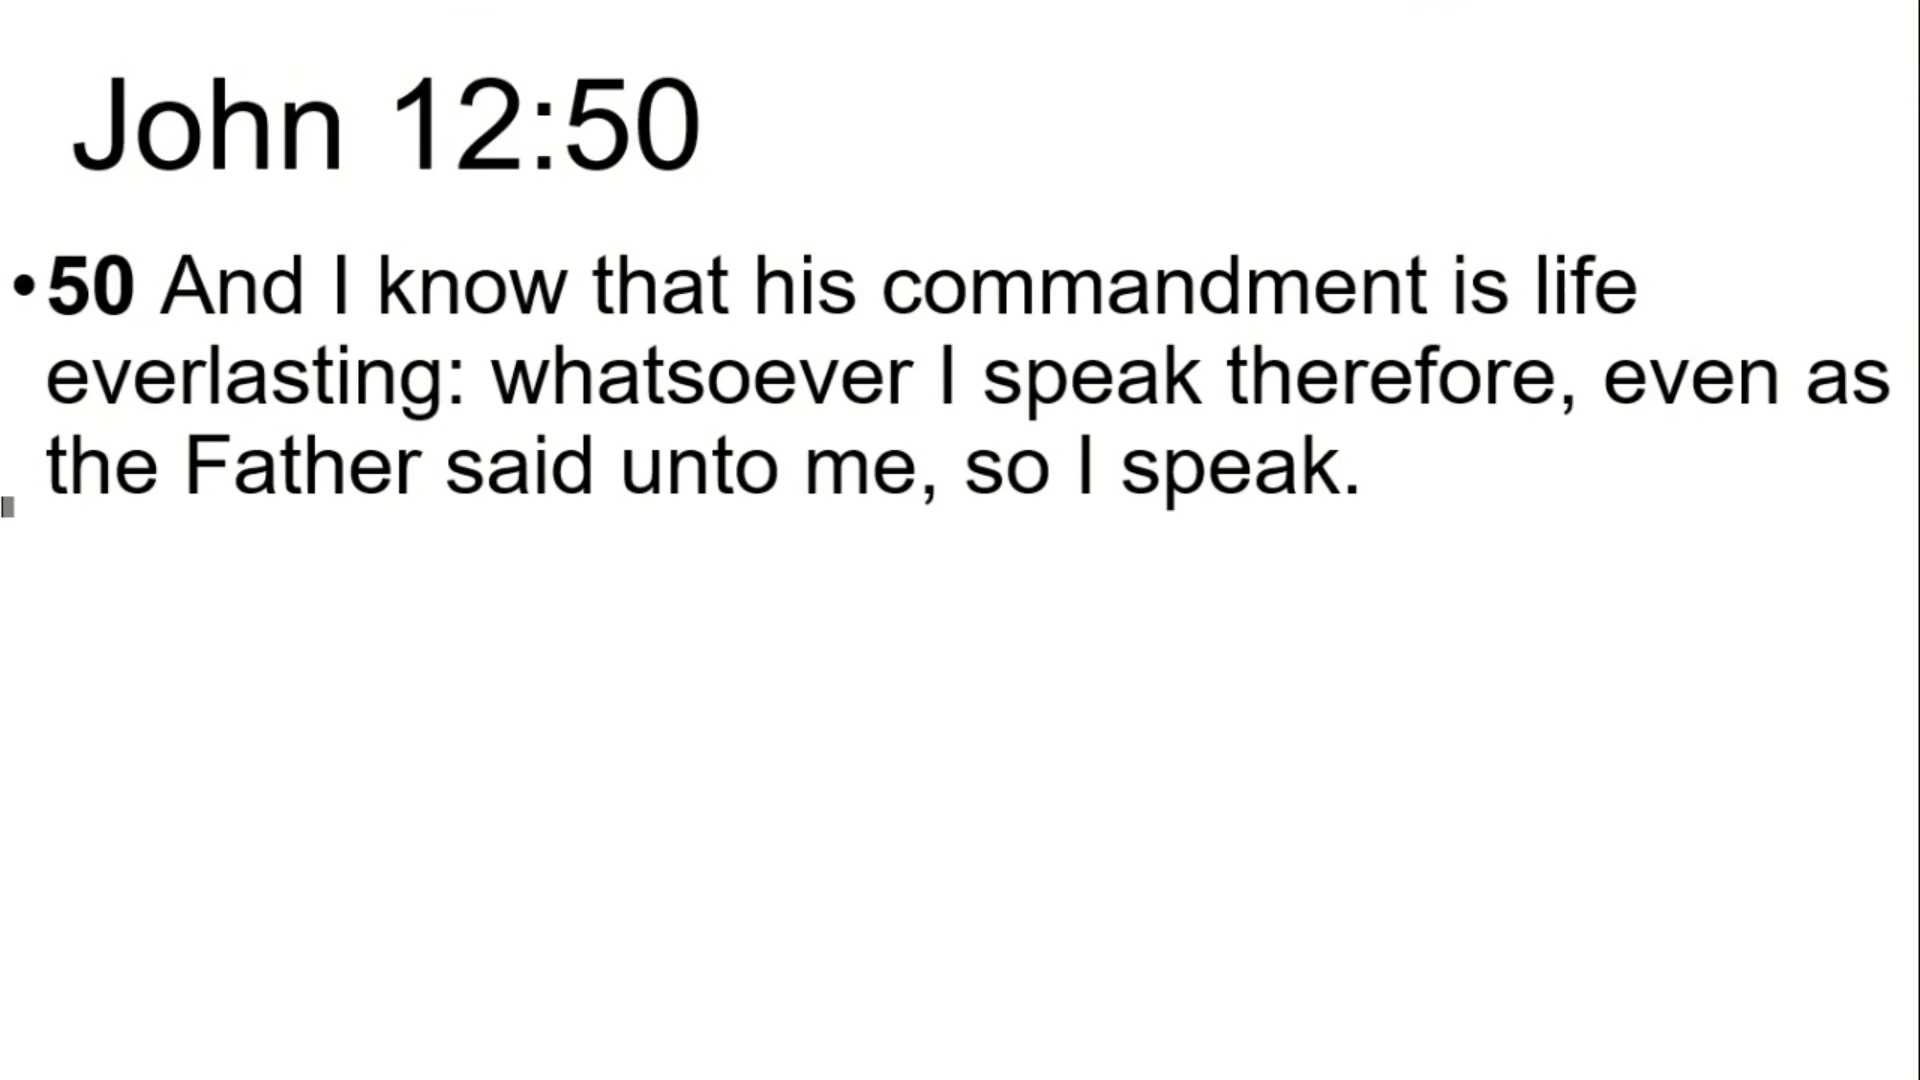 John 12:50
•50 And I know that his commandment is life
everlasting: whatsoever I speak therefore, even as
the Father said unto me, so I speak.